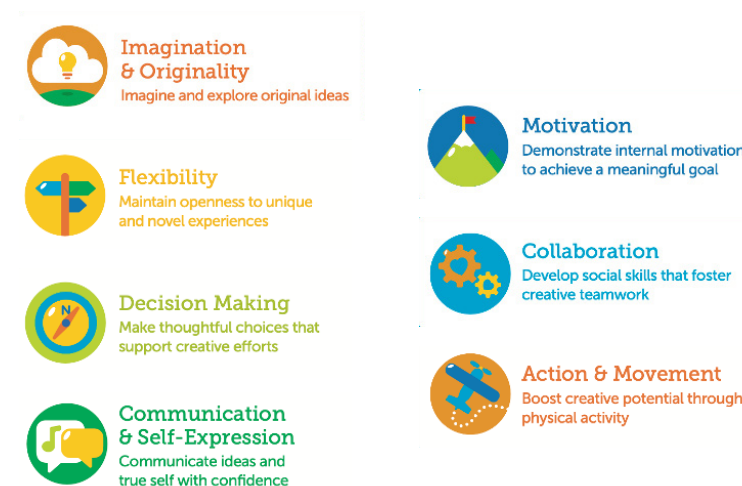 Imagination
& Originality
Imagine and explore original ideas
Flexibility
Maintain openness to unique
and novel experiences
N
Decision Making
Make thoughtful choices that
support creative efforts
Communication
& Self-Expression
Communicate ideas and
true self with confidence
Motivation
Demonstrate internal motivation
to achieve a meaningful goal
Collaboration
Develop social skills that foster
creative teamwork
Action & Movement
Boost creative potential through
physical activity